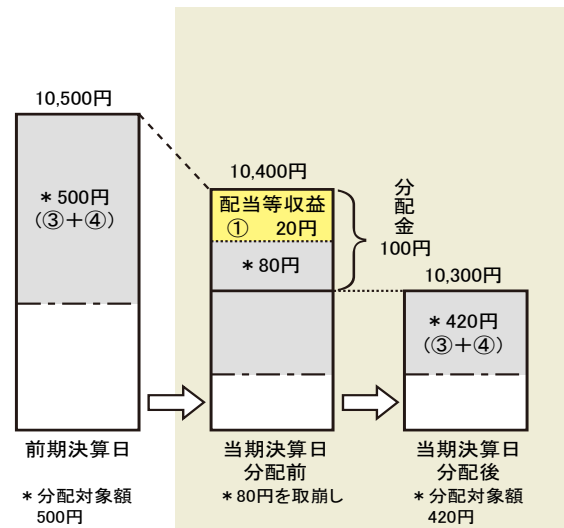 10,500円
＊500円
（③＋④）
前期決算日
＊分配対象額
500円
10,400円
配当等収益
① 20円
＊80円
分配金
100円
当期決算日
分配前
＊80円を取崩し
10,300円
＊420円
（③＋④）
当期決算日
分配後
＊分配対象額
420円